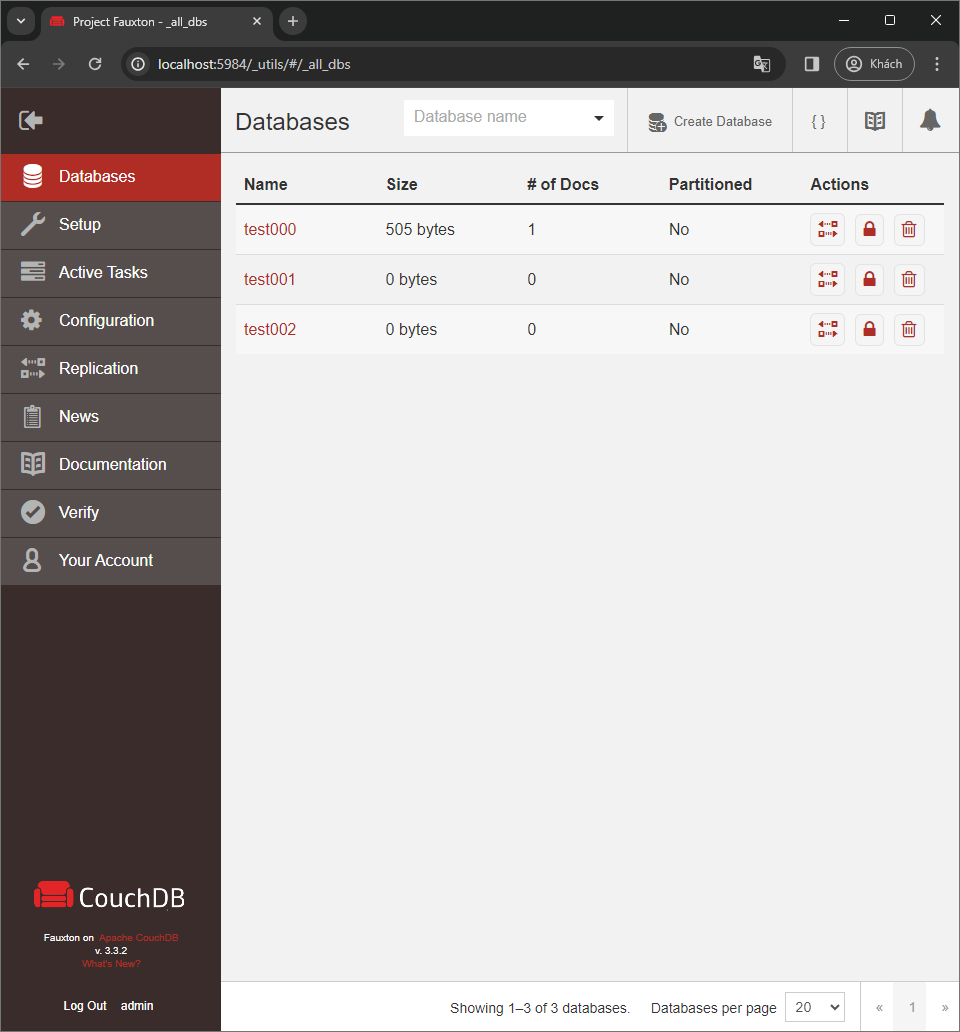 Project Fauxton - _all_dbs
localhost:5984/_utils/#/_all_dbs
Khách
Databases
Database name
Create Database
{ }
Databases
Setup
Active Tasks
Configuration
Replication
News
Documentation
Verify
Your Account
Name Size # of Docs Partitioned Actions
test000 505 bytes 1 No
test001 0 bytes 0 No
test002 0 bytes 0 No
CouchDB
Fauxton on Apache CouchDB
v. 3.3.2
What's New?
Log Out admin
Showing 1–3 of 3 databases. Databases per page 20 « 1 »